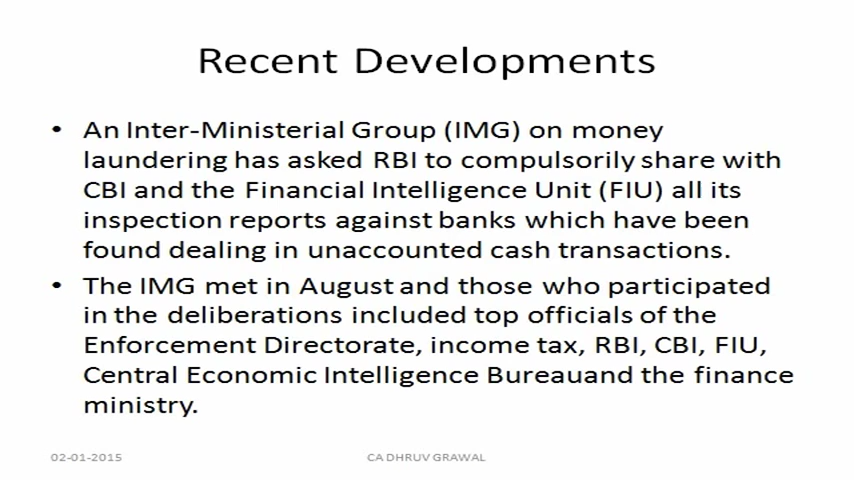 Recent Developments
• An Inter-Ministerial Group (IMG) on money
laundering has asked RBI to compulsorily share with
CBI and the Financial Intelligence Unit (FIU) all its
inspection reports against banks which have been
found dealing in unaccounted cash transactions.
• The IMG met in August and those who participated
in the deliberations included top officials of the
Enforcement Directorate, income tax, RBI, CBI, FIU,
Central Economic Intelligence Bureauand the finance
ministry.
02-01-2015 CA DHRUV GRAWAL